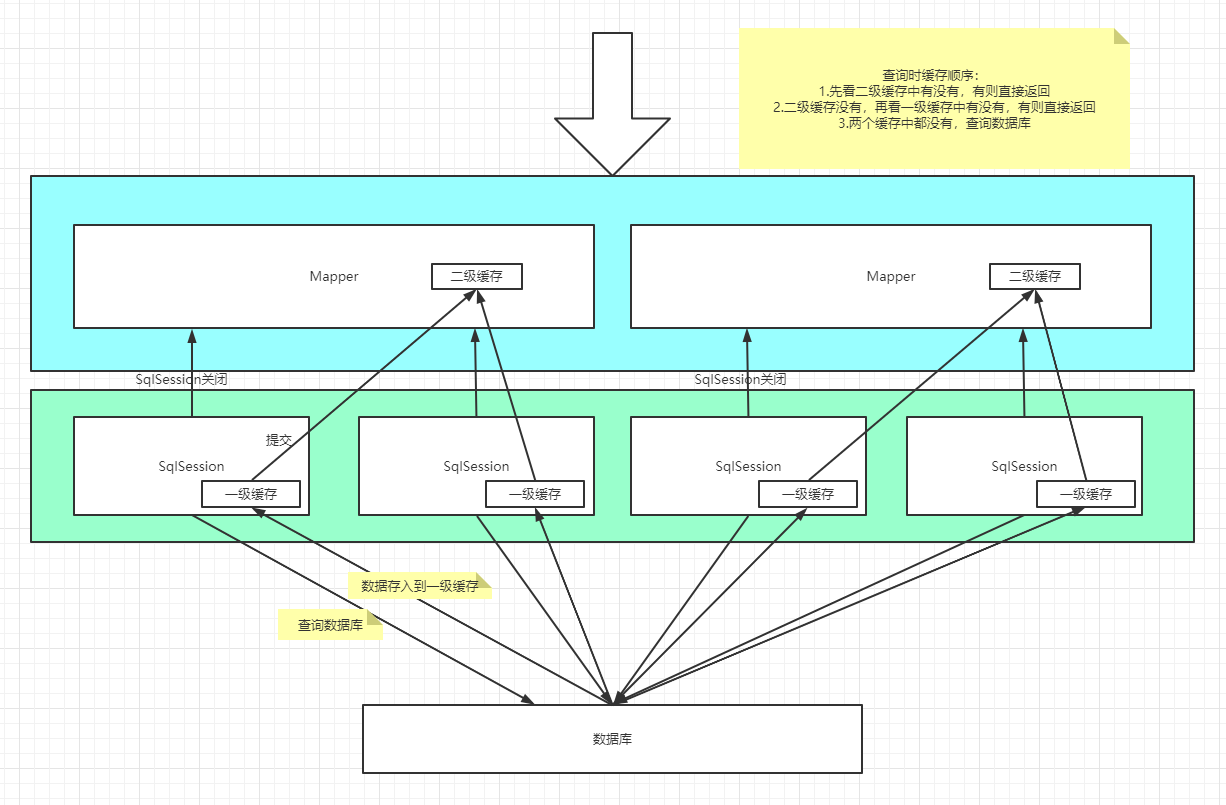 查询时缓存顺序：
1.先看二级缓存中有没有，有则直接返回
2.二级缓存没有，再看一级缓存中有没有，有则直接返回
3.两个缓存中都没有，查询数据库
Mapper
二级缓存
Mapper
二级缓存
SqlSession关闭
SqlSession关闭
提交
SqlSession
一级缓存
SqlSession
一级缓存
SqlSession
一级缓存
SqlSession
一级缓存
数据存入到一级缓存
查询数据库
数据库